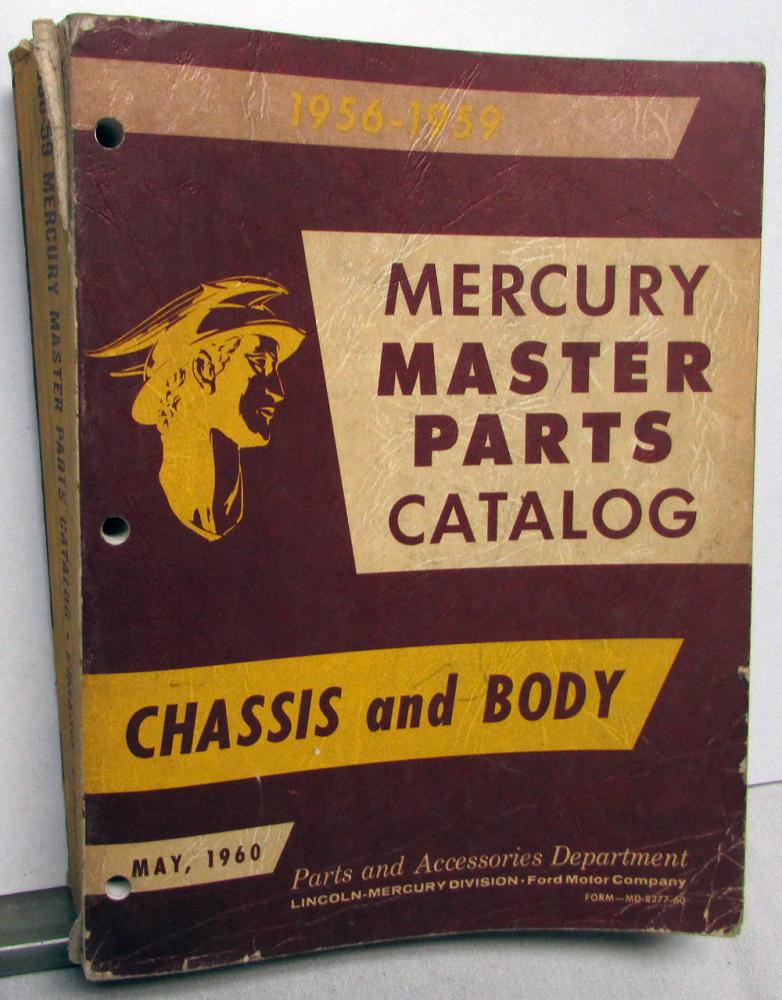 1956-1959
MERCURY
MASTER
PARTS
CATALOG
CHASSIS and BODY
MAY, 1960
Parts and Accessories Department
LINCOLN-MERCURY DIVISION · Ford Motor Company
FORM—MD-8277-60
MERCURY MASTER PARTS CATALOG